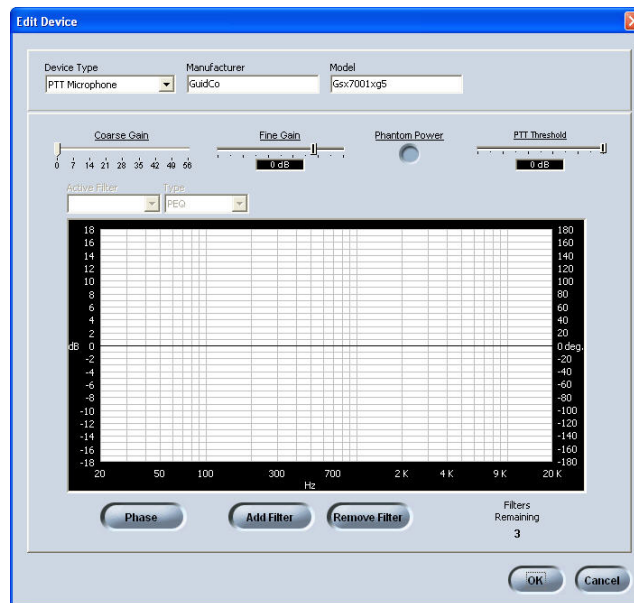 Edit Device
Device Type Manufacturer Model
PTT Microphone GuidCo Gsx7001xg5
Coarse Gain Fine Gain Phantom Power PTT Threshold
0 7 14 21 28 35 42 49 56
0 dB 0 dB
Active Filter Type
PEQ
18 180
16 160
14 140
12 120
10 100
8 80
6 60
4 40
2 20
dB 0 0 deg.
-2 -20
-4 -40
-6 -60
-8 -80
-10 -100
-12 -120
-14 -140
-16 -160
-18 -180
20 50 100 300 700 2 K 4 K 9 K 20 K
Hz
Phase Add Filter Remove Filter
Filters
Remaining
3
OK Cancel